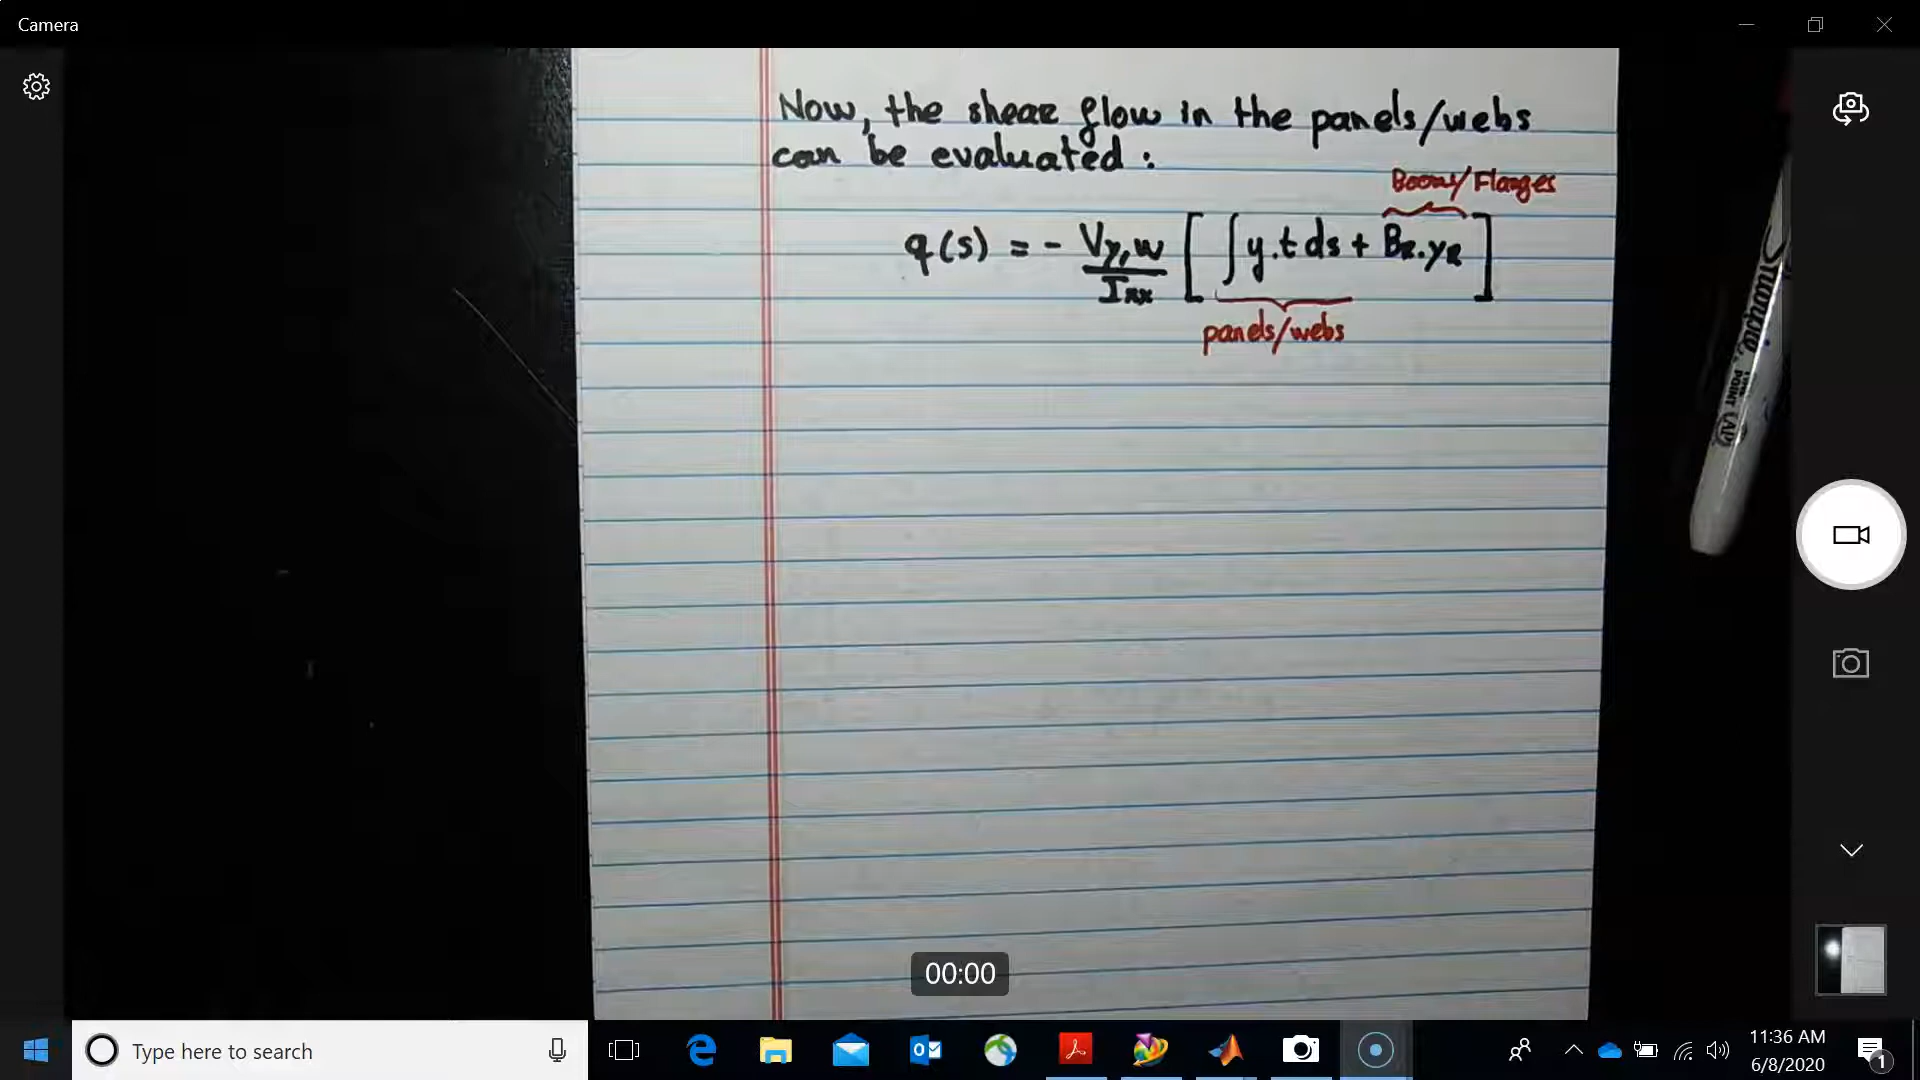 Camera
Now, the shear flow in the panels/webs
can be evaluated :
Booms/Flanges
q(s) = - Vy,w / Ixx [ ∫ y.t ds + BR.yR ]
panels/webs
00:00
Type here to search
11:36 AM
6/8/2020
1